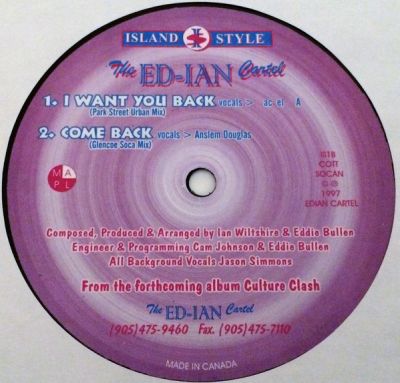 ISLAND STYLE
The ED-IAN Cartel
1. I WANT YOU BACK vocals > ac-el A
(Park Street Urban Mix)
2. COME BACK vocals > Anslem Douglas
(Glencoe Soca Mix)
M A
P L
IS18
COTT
SOCAN
© ℗
1997
EDIAN CARTEL
Composed, Produced & Arranged by Ian Wiltshire & Eddie Bullen
Engineer & Programming Cam Johnson & Eddie Bullen
All Background Vocals Jason Simmons
From the forthcoming album Culture Clash
The ED-IAN Cartel
(905)475-9460 Fax. (905)475-7110
MADE IN CANADA